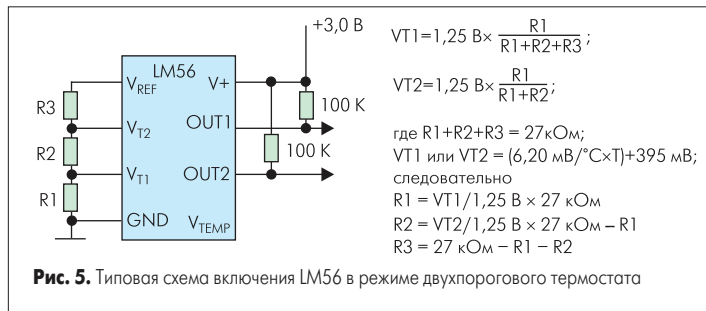 +3,0 В
LM56
V_REF
V+
R3
100 K
V_T2
OUT1
R2
100 K
V_T1
OUT2
R1
GND
V_TEMP
VT1=1,25 В× R1
R1+R2+R3 ;
VT2=1,25 В× R1
R1+R2 ;
где R1+R2+R3 = 27кОм;
VT1 или VT2 = (6,20 мВ/°C×T)+395 мВ;
следовательно
R1 = VT1/1,25 В × 27 кОм
R2 = VT2/1,25 В × 27 кОм – R1
R3 = 27 кОм – R1 – R2
Рис. 5. Типовая схема включения LM56 в режиме двухпорогового термостата